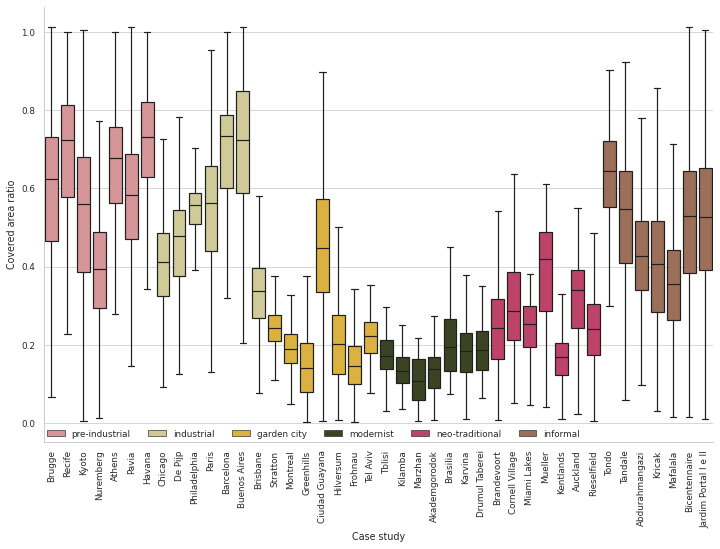 Covered area ratio
1.0
0.8
0.6
0.4
0.2
0.0
pre-industrial industrial garden city modernist neo-traditional informal
Brugge
Recife
Kyoto
Nuremberg
Athens
Pavia
Havana
Chicago
De Pijp
Philadelphia
Paris
Barcelona
Buenos Aires
Brisbane
Stratton
Montreal
Greenhills
Ciudad Guayana
Hilversum
Frohnau
Tel Aviv
Tblisi
Kilamba
Marzhan
Akademgorodok
Brasilia
Karvina
Drumul Taberei
Brandevoort
Cornell Village
Miami Lakes
Mueller
Kentlands
Auckland
Rieselfield
Tondo
Tandale
Abdurahmangazi
Kricak
Mafalala
Bicentennaire
Jardim Portal I e II
Case study